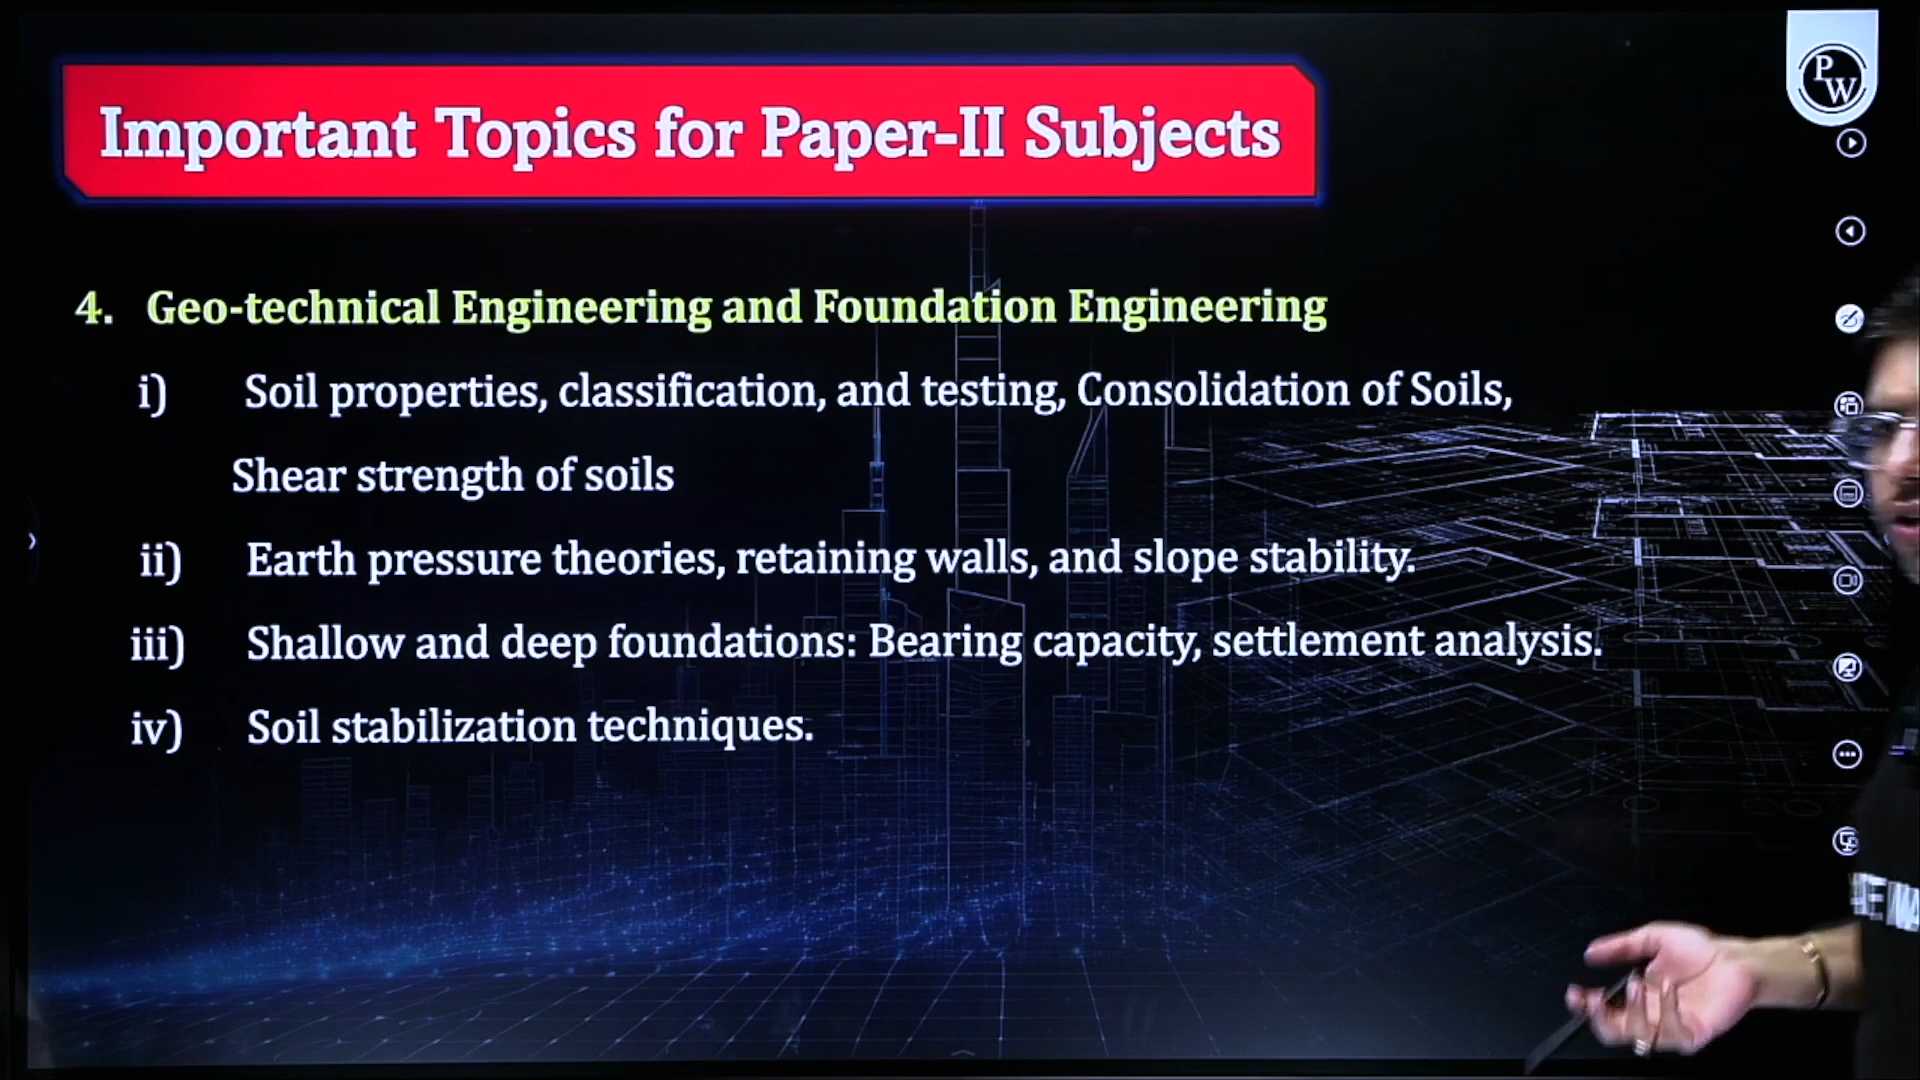 P
W
Important Topics for Paper-II Subjects
4. Geo-technical Engineering and Foundation Engineering
i) Soil properties, classification, and testing, Consolidation of Soils,
Shear strength of soils
ii) Earth pressure theories, retaining walls, and slope stability.
iii) Shallow and deep foundations: Bearing capacity, settlement analysis.
iv) Soil stabilization techniques.